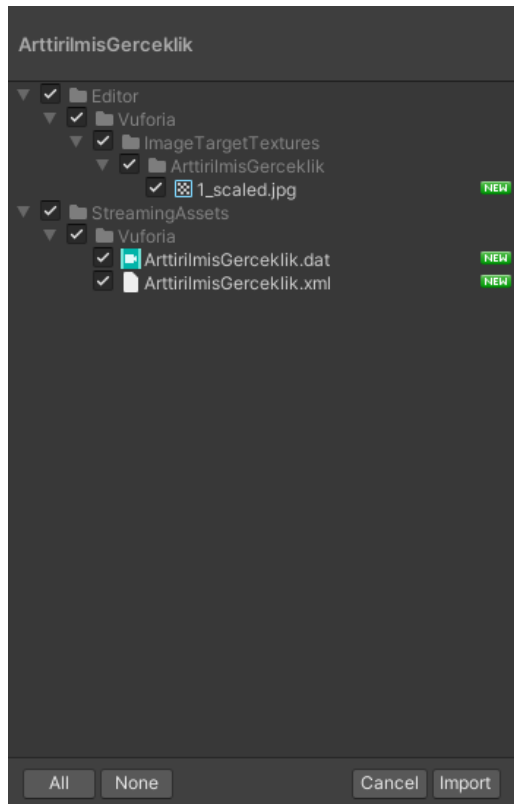 ArttirilmisGerceklik
Editor
Vuforia
ImageTargetTextures
ArttirilmisGerceklik
1_scaled.jpg NEW
StreamingAssets
Vuforia
ArttirilmisGerceklik.dat NEW
ArttirilmisGerceklik.xml NEW
All None Cancel Import